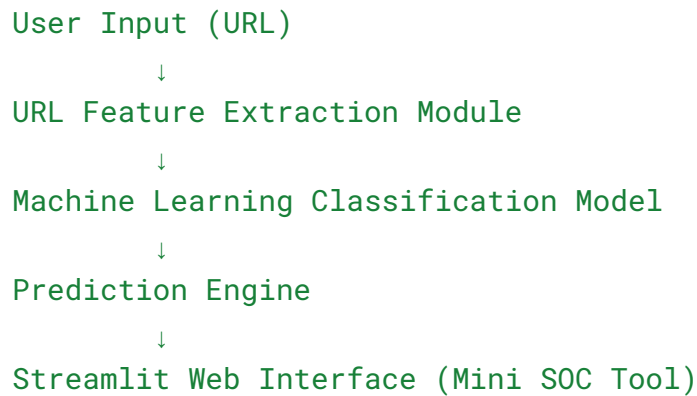 User Input (URL)
↓
URL Feature Extraction Module
↓
Machine Learning Classification Model
↓
Prediction Engine
↓
Streamlit Web Interface (Mini SOC Tool)